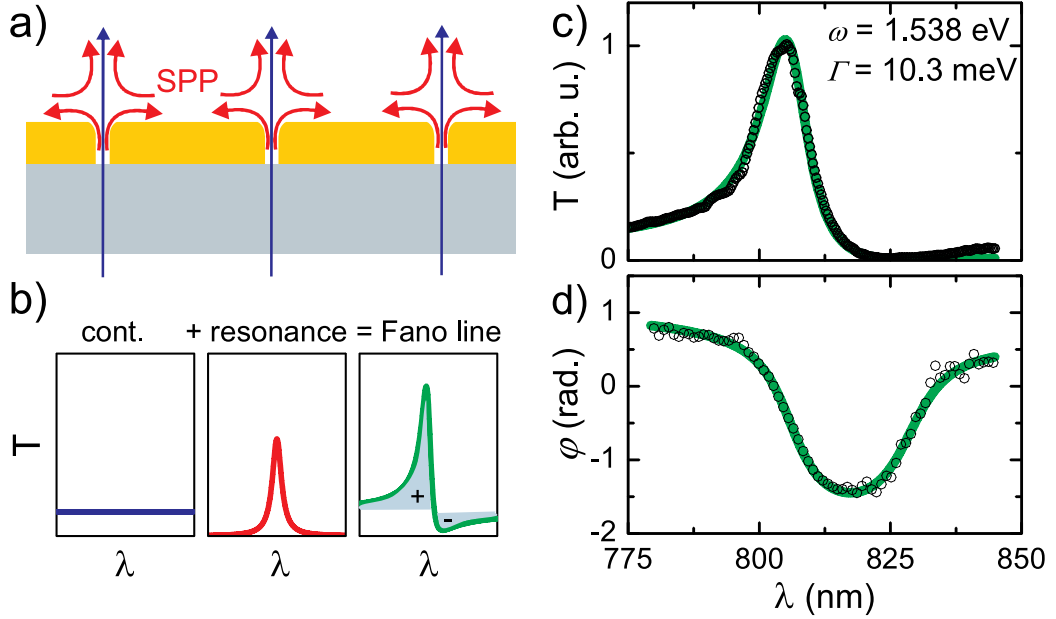 a)
SPP
b)
cont. + resonance = Fano line
T
+
-
λ λ λ
c)
ω = 1.538 eV
Γ = 10.3 meV
T (arb. u.)
1
0
d)
φ (rad.)
1
0
-1
-2
775 800 825 850
λ (nm)